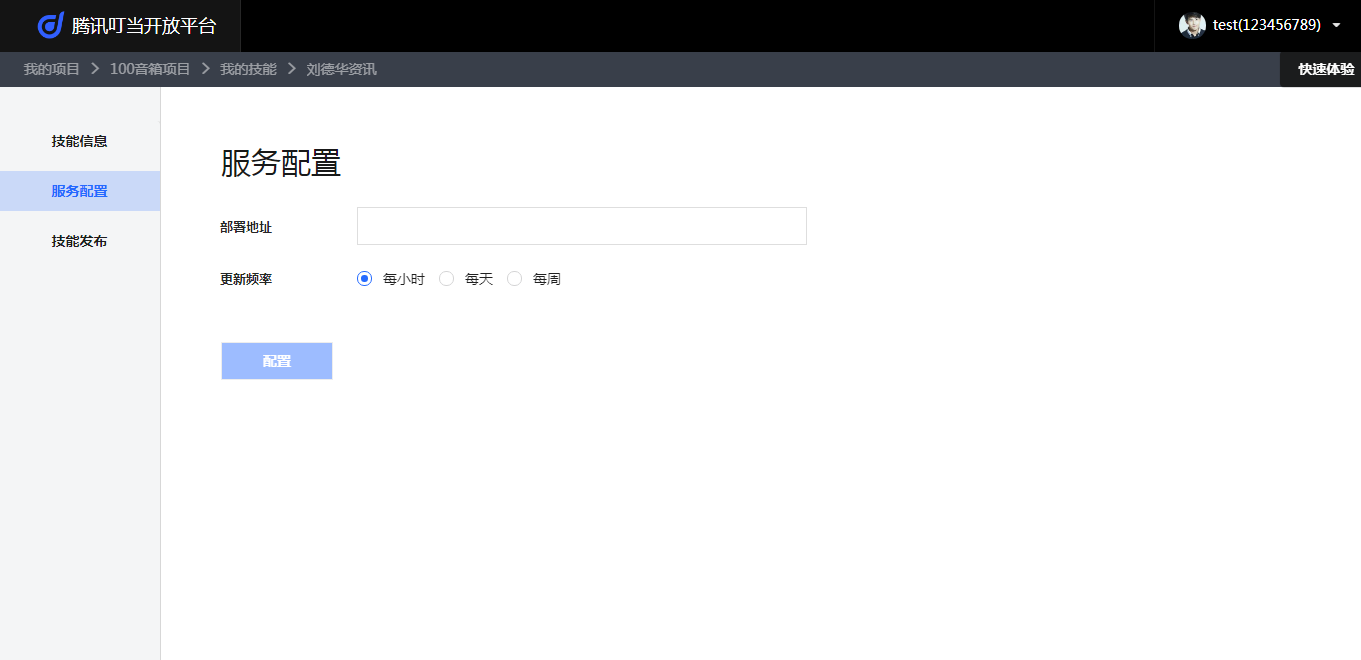 腾讯叮当开放平台
test(123456789)
我的项目 > 100音箱项目 > 我的技能 > 刘德华资讯
快速体验
技能信息
服务配置
技能发布
服务配置
部署地址
更新频率 每小时 每天 每周
配置